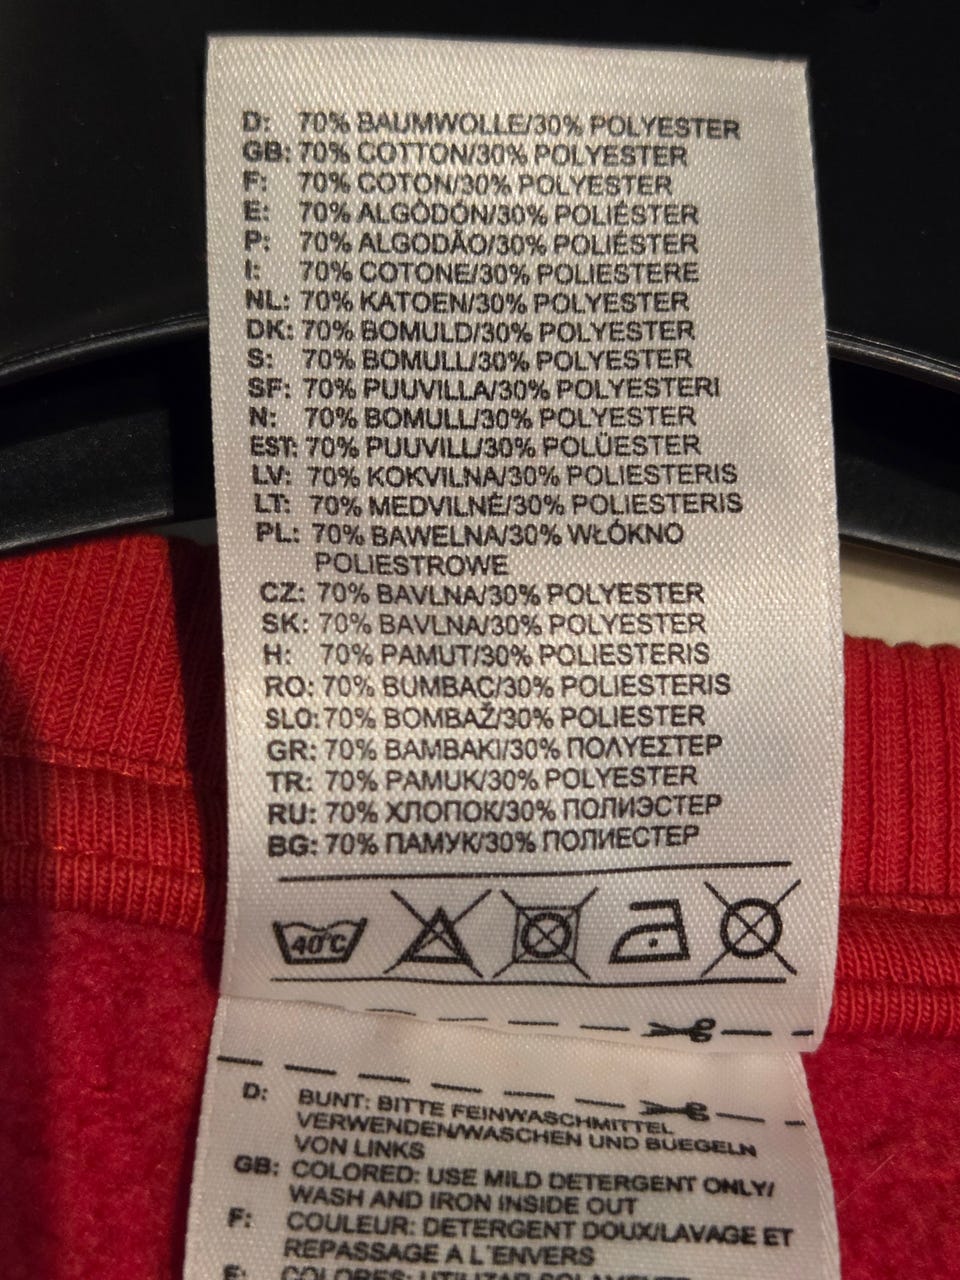 D: 70% BAUMWOLLE/30% POLYESTER
GB: 70% COTTON/30% POLYESTER
F: 70% COTON/30% POLYESTER
E: 70% ALGÒDÓN/30% POLIÉSTER
P: 70% ALGODÃO/30% POLIÉSTER
I: 70% COTONE/30% POLIESTERE
NL: 70% KATOEN/30% POLYESTER
DK: 70% BOMULD/30% POLYESTER
S: 70% BOMULL/30% POLYESTER
SF: 70% PUUVILLA/30% POLYESTERI
N: 70% BOMULL/30% POLYESTER
EST: 70% PUUVILL/30% POLÜESTER
LV: 70% KOKVILNA/30% POLIESTERIS
LT: 70% MEDVILNĖ/30% POLIESTERIS
PL: 70% BAWELNA/30% WŁÓKNO
POLIESTROWE
CZ: 70% BAVLNA/30% POLYESTER
SK: 70% BAVLNA/30% POLYESTER
H: 70% PAMUT/30% POLIESTERIS
RO: 70% BUMBAC/30% POLIESTERIS
SLO: 70% BOMBAŽ/30% POLIESTER
GR: 70% BAMBAKI/30% ΠΟΛΥΕΣΤΕΡ
TR: 70% PAMUK/30% POLYESTER
RU: 70% ХЛОПОК/30% ПОЛИЭСТЕР
BG: 70% ПАМУК/30% ПОЛИЕСТЕР
40°C
D: BUNT: BITTE FEINWASCHMITTEL
VERWENDEN/WASCHEN UND BUEGELN
VON LINKS
GB: COLORED: USE MILD DETERGENT ONLY/
WASH AND IRON INSIDE OUT
F: COULEUR: DETERGENT DOUX/LAVAGE ET
REPASSAGE A L'ENVERS
E: COLORES: UTILIZAR SOLAMENTE